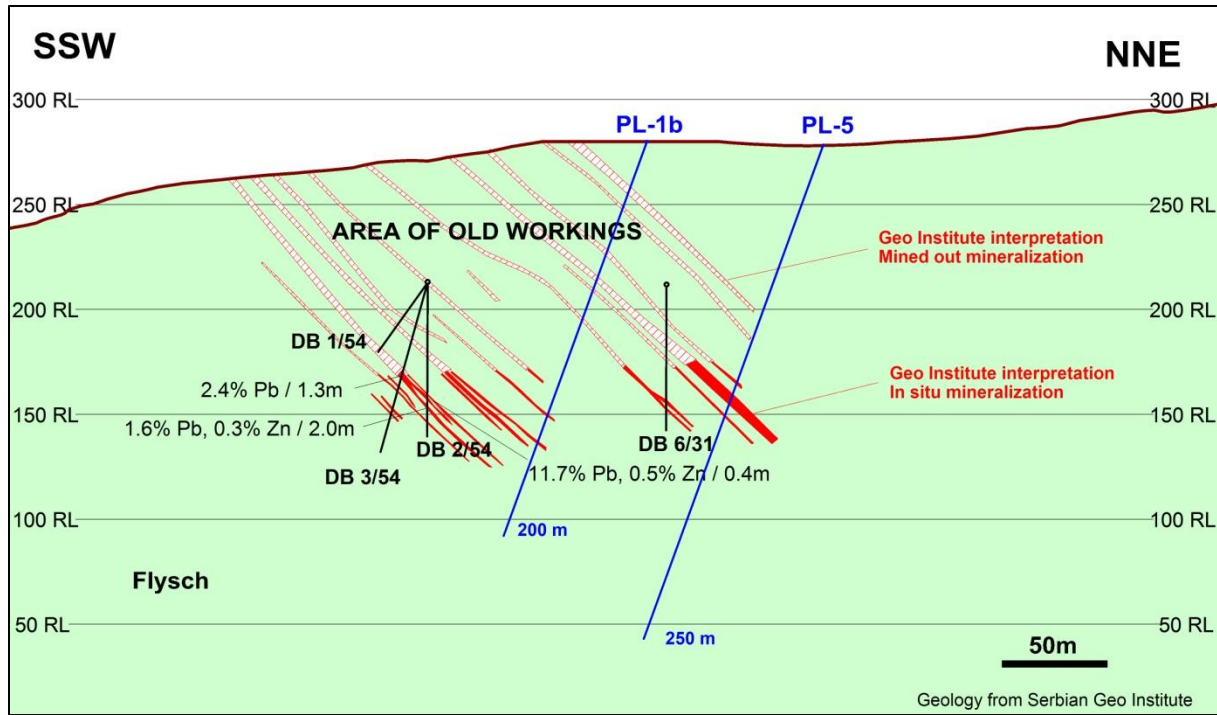 SSW
NNE
300 RL
300 RL
PL-1b
PL-5
250 RL
AREA OF OLD WORKINGS
250 RL
Geo Institute interpretation
Mined out mineralization
200 RL
200 RL
DB 1/54
2.4% Pb / 1.3m
Geo Institute interpretation
In situ mineralization
150 RL
150 RL
1.6% Pb, 0.3% Zn / 2.0m
DB 2/54
DB 6/31
DB 3/54
11.7% Pb, 0.5% Zn / 0.4m
100 RL
100 RL
200 m
Flysch
50 RL
50 RL
250 m
50m
Geology from Serbian Geo Institute